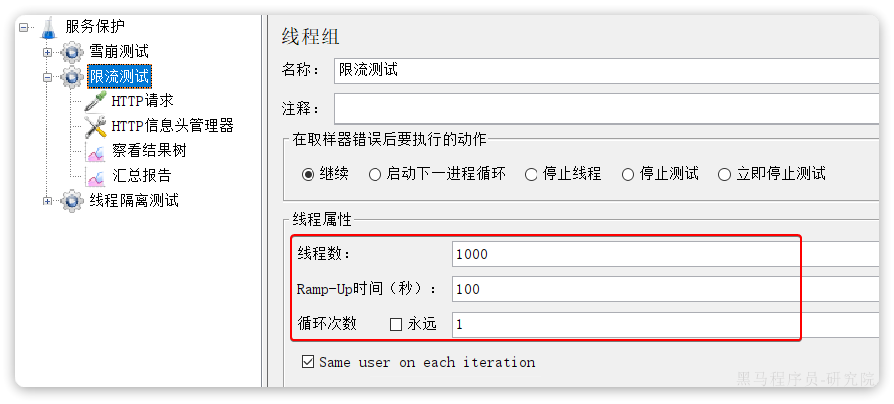 服务保护
雪崩测试
限流测试
HTTP请求
HTTP信息头管理器
察看结果树
汇总报告
线程隔离测试
线程组
名称： 限流测试
注释：
在取样器错误后要执行的动作
继续 启动下一进程循环 停止线程 停止测试 立即停止测试
线程属性
线程数： 1000
Ramp-Up时间（秒）： 100
循环次数 永远 1
Same user on each iteration
黑马程序员-研究院